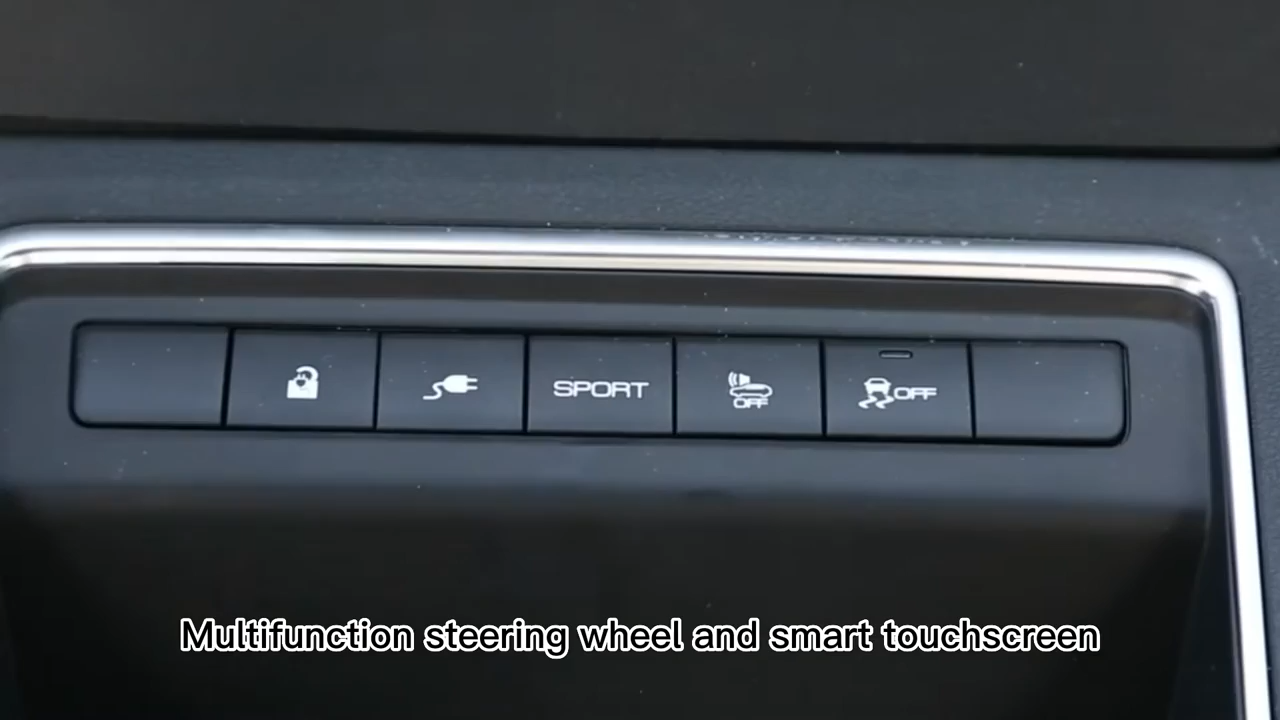 SPORT
OFF
OFF
Multifunction steering wheel and smart touchscreen